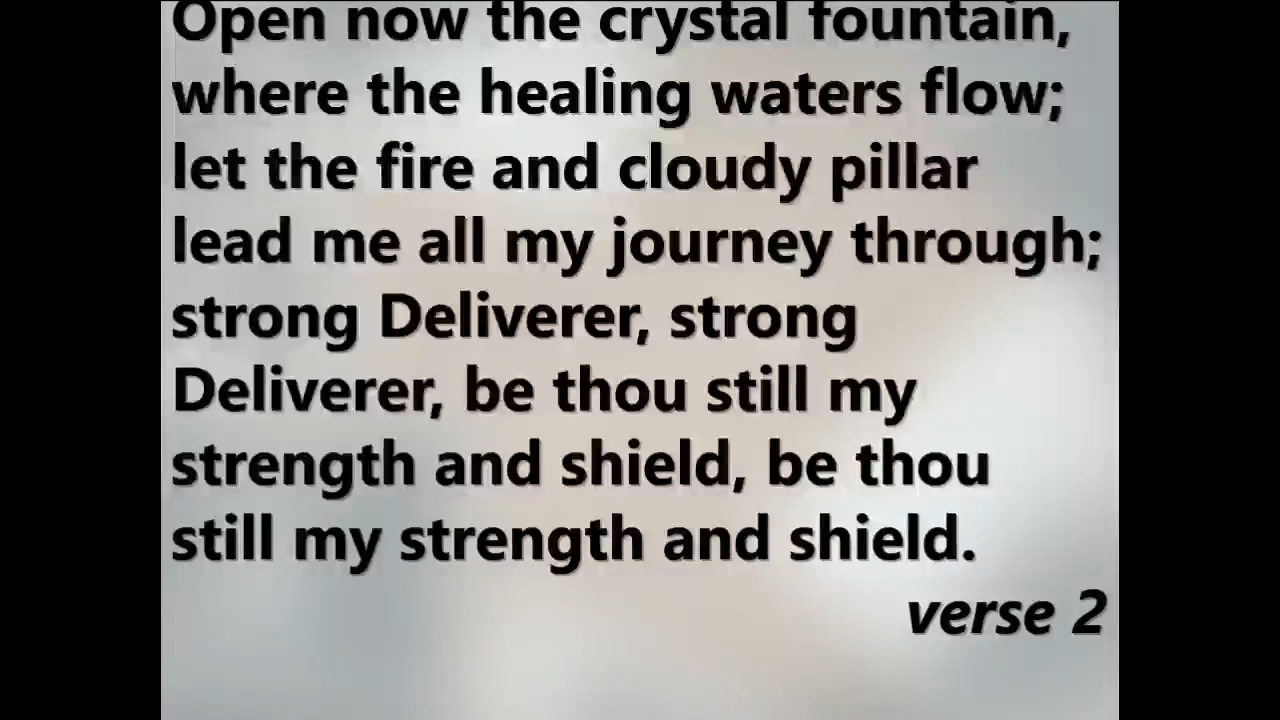 Open now the crystal fountain,
where the healing waters flow;
let the fire and cloudy pillar
lead me all my journey through;
strong Deliverer, strong
Deliverer, be thou still my
strength and shield, be thou
still my strength and shield.
verse 2